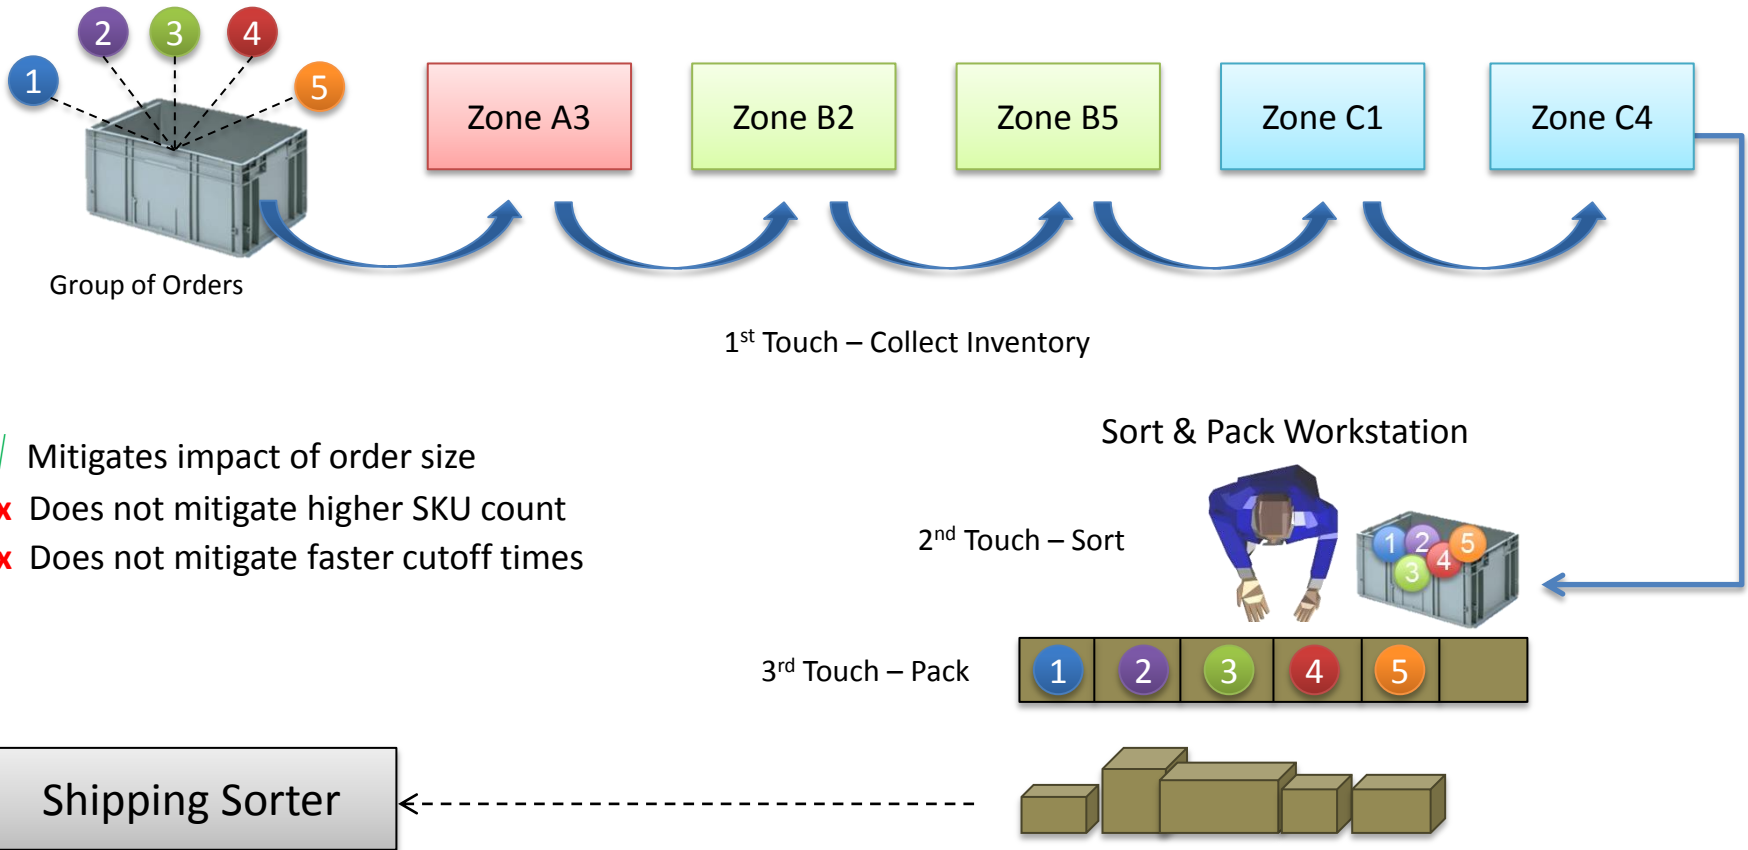 1
2
3
4
5
Zone A3
Zone B2
Zone B5
Zone C1
Zone C4
Group of Orders
1st Touch – Collect Inventory
Mitigates impact of order size
x Does not mitigate higher SKU count
x Does not mitigate faster cutoff times
Sort & Pack Workstation
2nd Touch – Sort
1 2 3 4 5
3rd Touch – Pack
1 2 3 4 5
Shipping Sorter